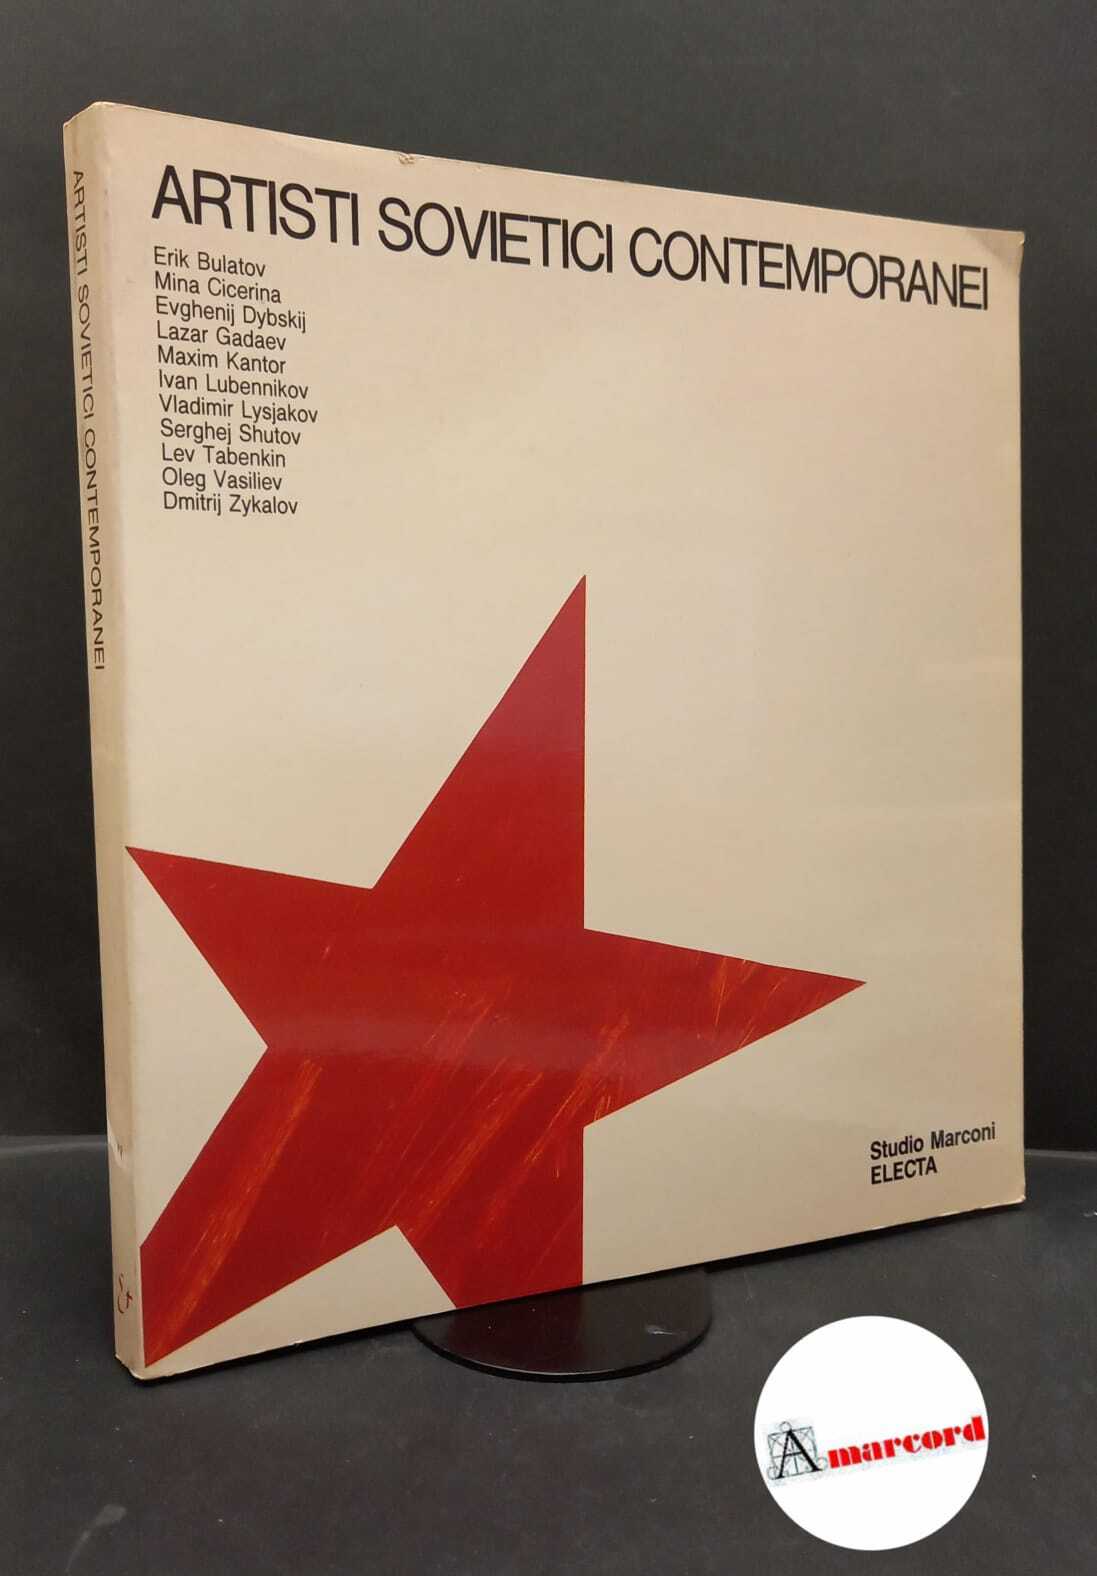 ARTISTI SOVIETICI CONTEMPORANEI
Erik Bulatov
Mina Cicerina
Evghenij Dybskij
Lazar Gadaev
Maxim Kantor
Ivan Lubennikov
Vladimir Lysjakov
Serghej Shutov
Lev Tabenkin
Oleg Vasiliev
Dmitrij Zykalov
Studio Marconi
ELECTA
ARTISTI SOVIETICI CONTEMPORANEI
Amarcord